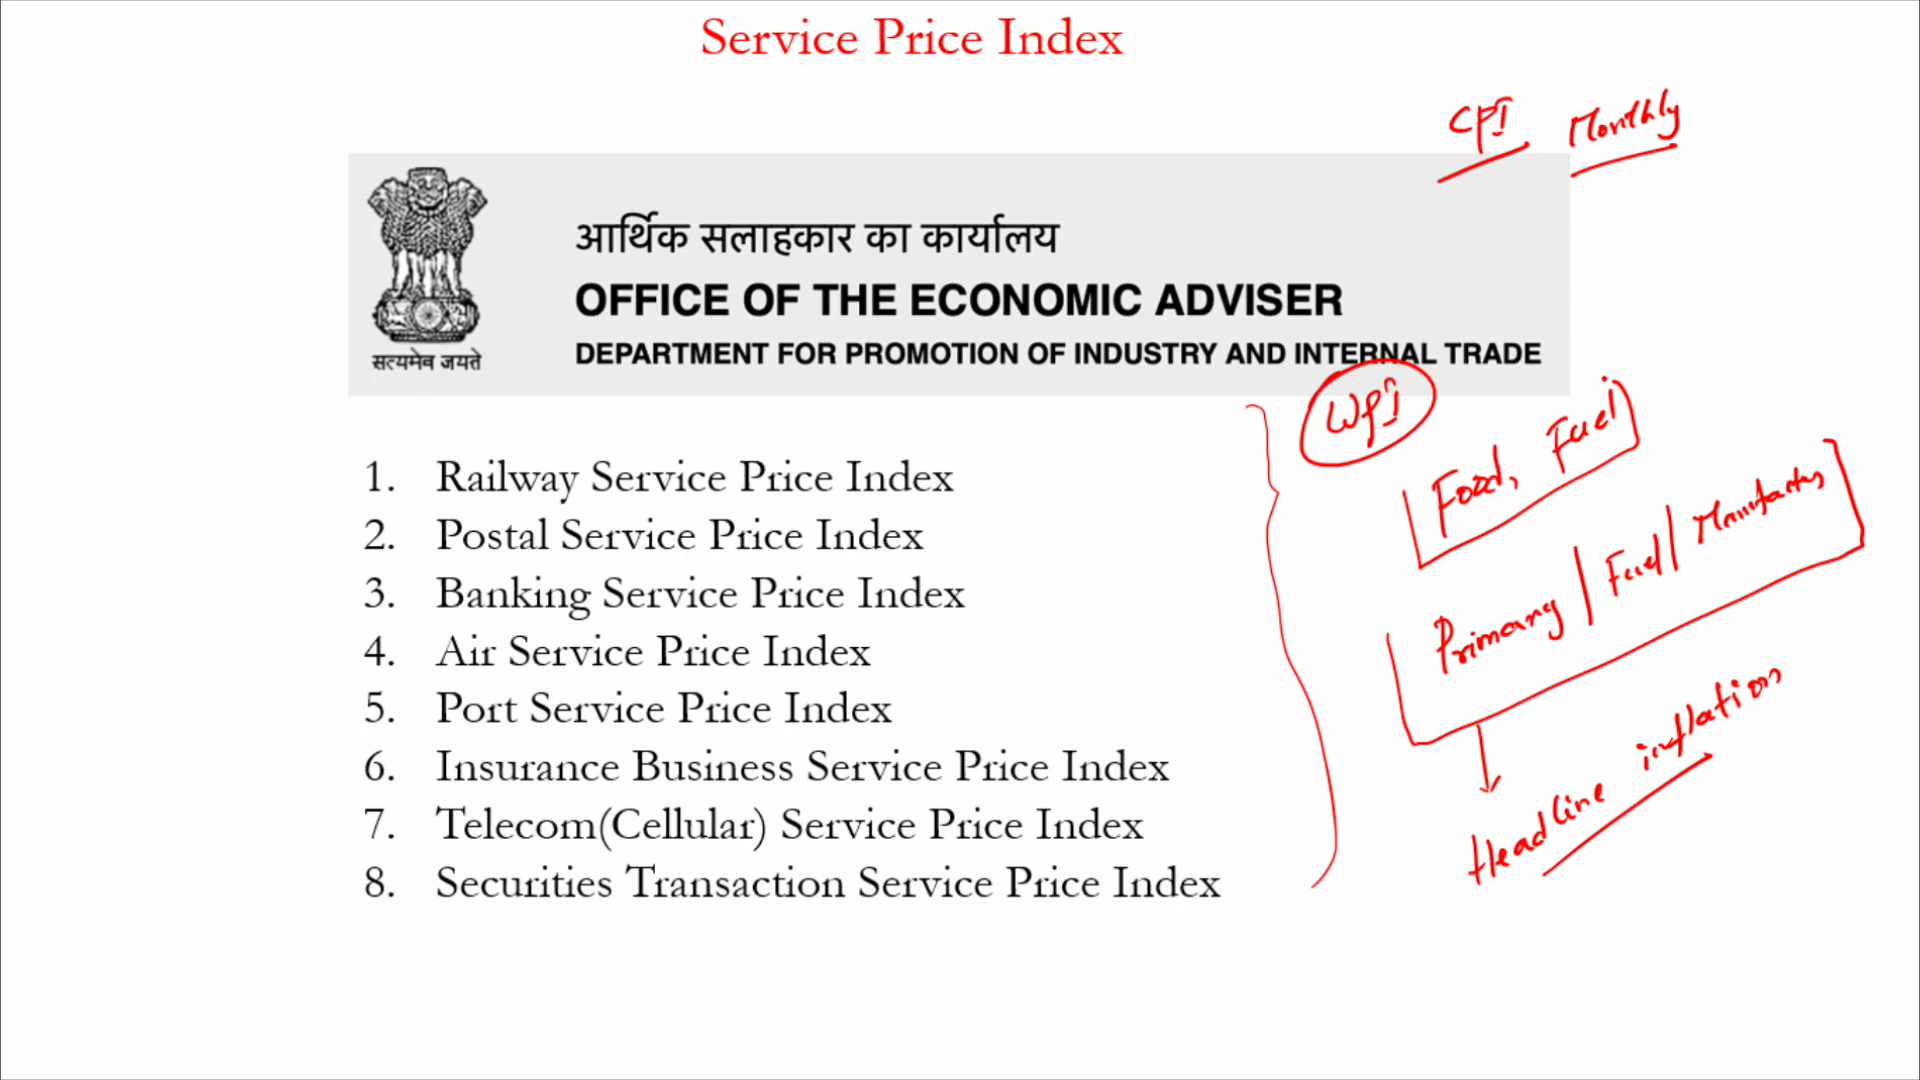 Service Price Index
CPI Monthly
आर्थिक सलाहकार का कार्यालय
OFFICE OF THE ECONOMIC ADVISER
DEPARTMENT FOR PROMOTION OF INDUSTRY AND INTERNAL TRADE
सत्यमेव जयते
1. Railway Service Price Index
2. Postal Service Price Index
3. Banking Service Price Index
4. Air Service Price Index
5. Port Service Price Index
6. Insurance Business Service Price Index
7. Telecom(Cellular) Service Price Index
8. Securities Transaction Service Price Index
WPI
Food, Fuel
Primary | Fuel |
Headline inflation